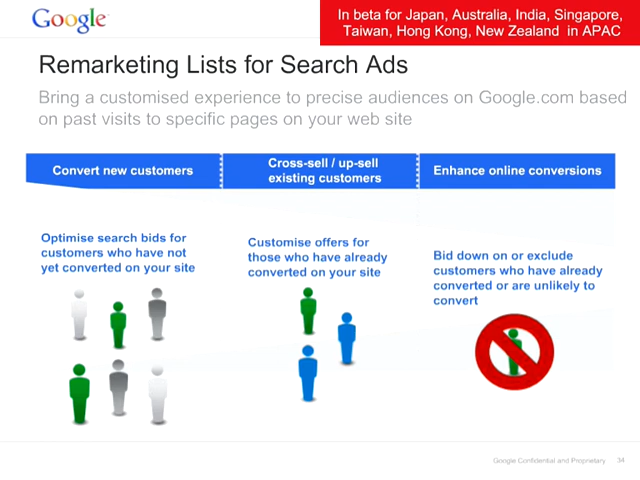 Google
In beta for Japan, Australia, India, Singapore,
Taiwan, Hong Kong, New Zealand in APAC
Remarketing Lists for Search Ads
Bring a customised experience to precise audiences on Google.com based
on past visits to specific pages on your web site
Convert new customers
Cross-sell / up-sell
existing customers
Enhance online conversions
Optimise search bids for
customers who have not
yet converted on your site
Customise offers for
those who have already
converted on your site
Bid down on or exclude
customers who have already
converted or are unlikely to
convert
Google Confidential and Proprietary 34